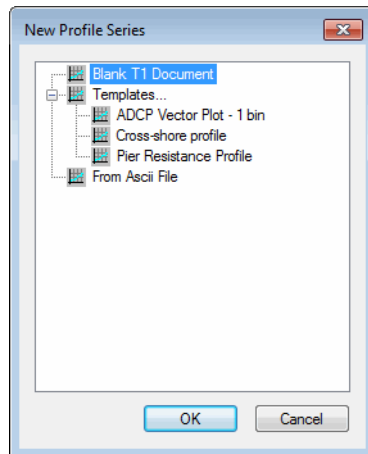 New Profile Series
Blank T1 Document
Templates...
ADCP Vector Plot - 1 bin
Cross-shore profile
Pier Resistance Profile
From Ascii File
OK
Cancel